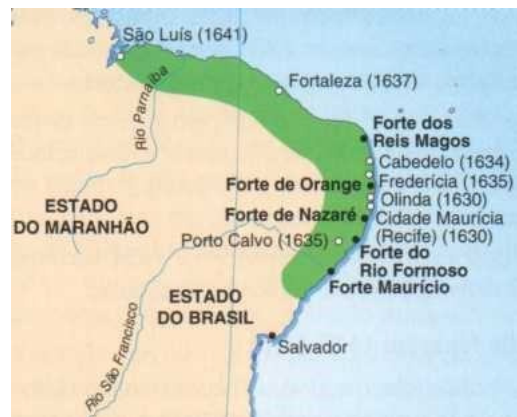 São Luís (1641)
Rio Parnaíba
Fortaleza (1637)
Forte dos
Reis Magos
Cabedelo (1634)
Forte de Orange
Frederícia (1635)
Olinda (1630)
Forte de Nazaré
Cidade Maurícia
(Recife) (1630)
Porto Calvo (1635)
Forte do
Rio Formoso
Forte Maurício
ESTADO
DO MARANHÃO
ESTADO
DO BRASIL
Rio São Francisco
Salvador